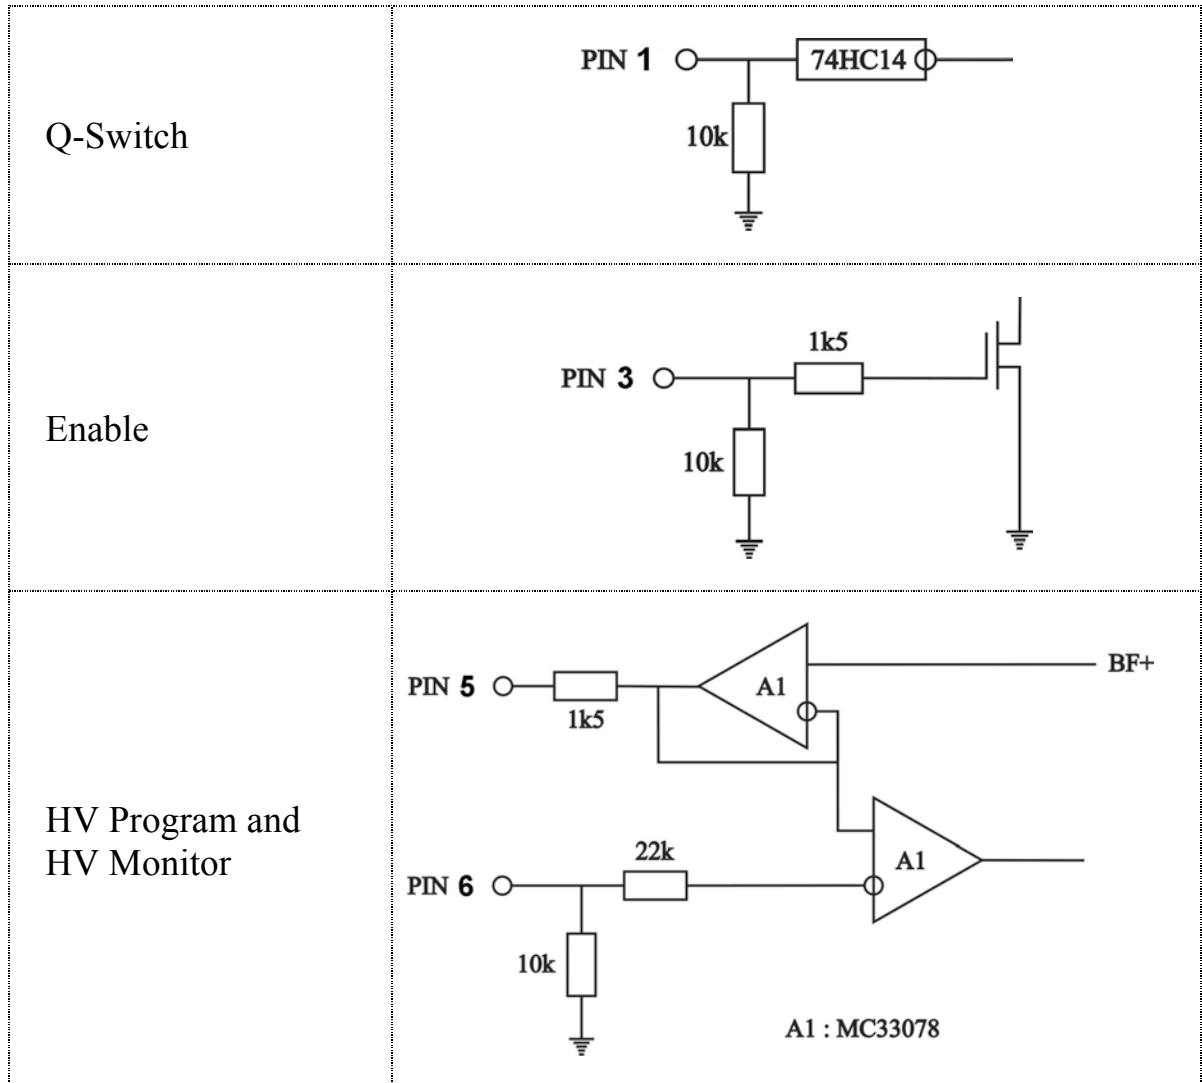 Q-Switch
PIN 1
74HC14
10k
Enable
PIN 3
1k5
10k
HV Program and
HV Monitor
PIN 5
1k5
A1
BF+
PIN 6
22k
A1
10k
A1 : MC33078